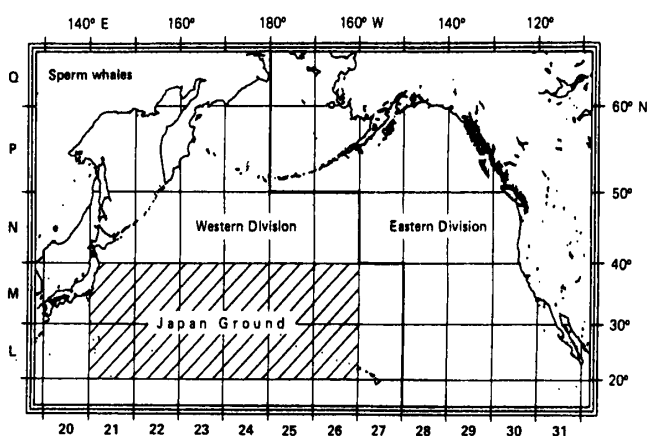 140° E 160° 180° 160° W 140° 120°
Q Sperm whales
60° N
P
50°
N Western Division Eastern Division
40°
M
Japan Ground 30°
L
20°
20 21 22 23 24 25 26 27 28 29 30 31